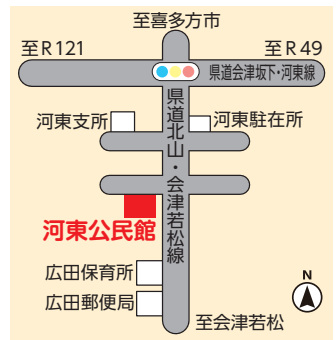 至喜多方市
至R121
至R49
県道会津坂下・河東線
河東支所
河東駐在所
県道北山・会津若松線
河東公民館
広田保育所
広田郵便局
N
至会津若松